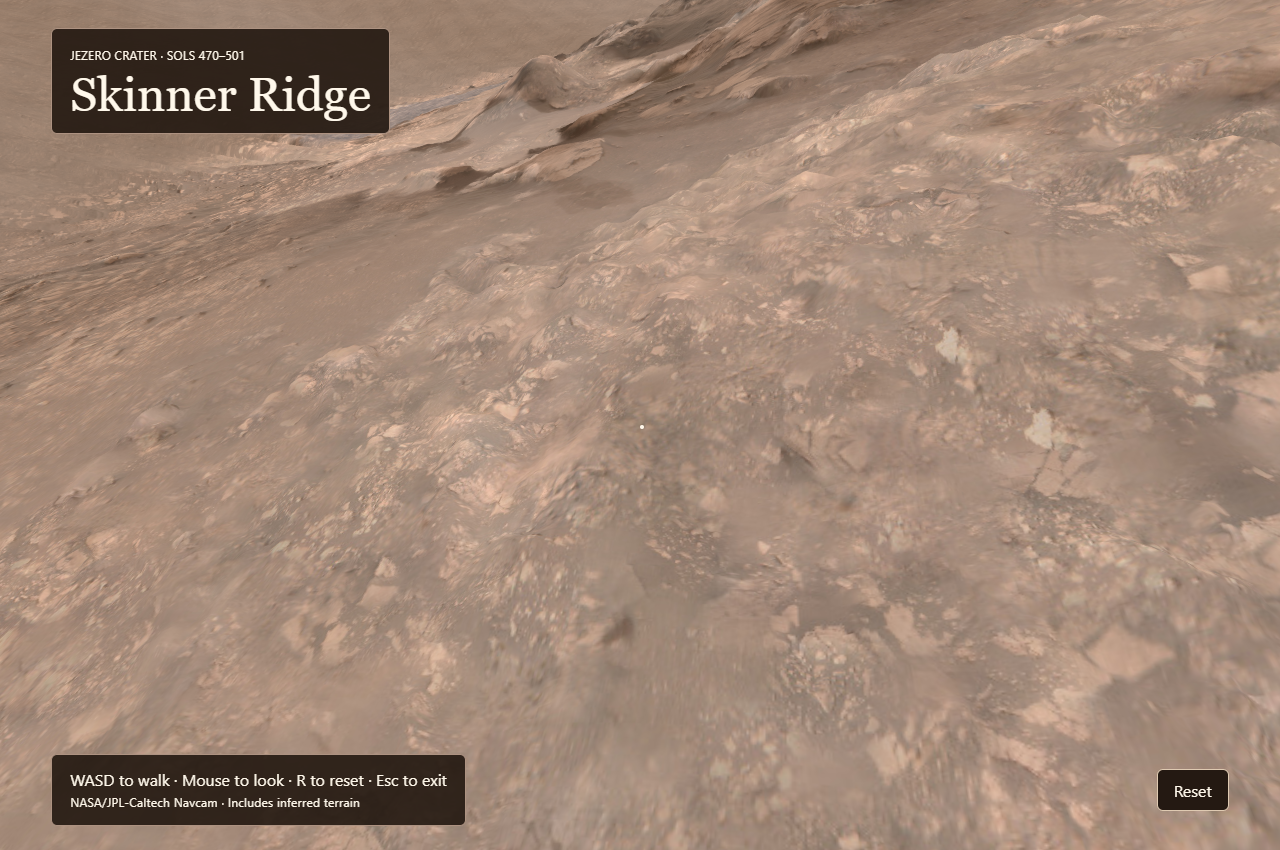 JEZERO CRATER · SOLS 470–501
Skinner Ridge
WASD to walk · Mouse to look · R to reset · Esc to exit
NASA/JPL-Caltech Navcam · Includes inferred terrain
Reset